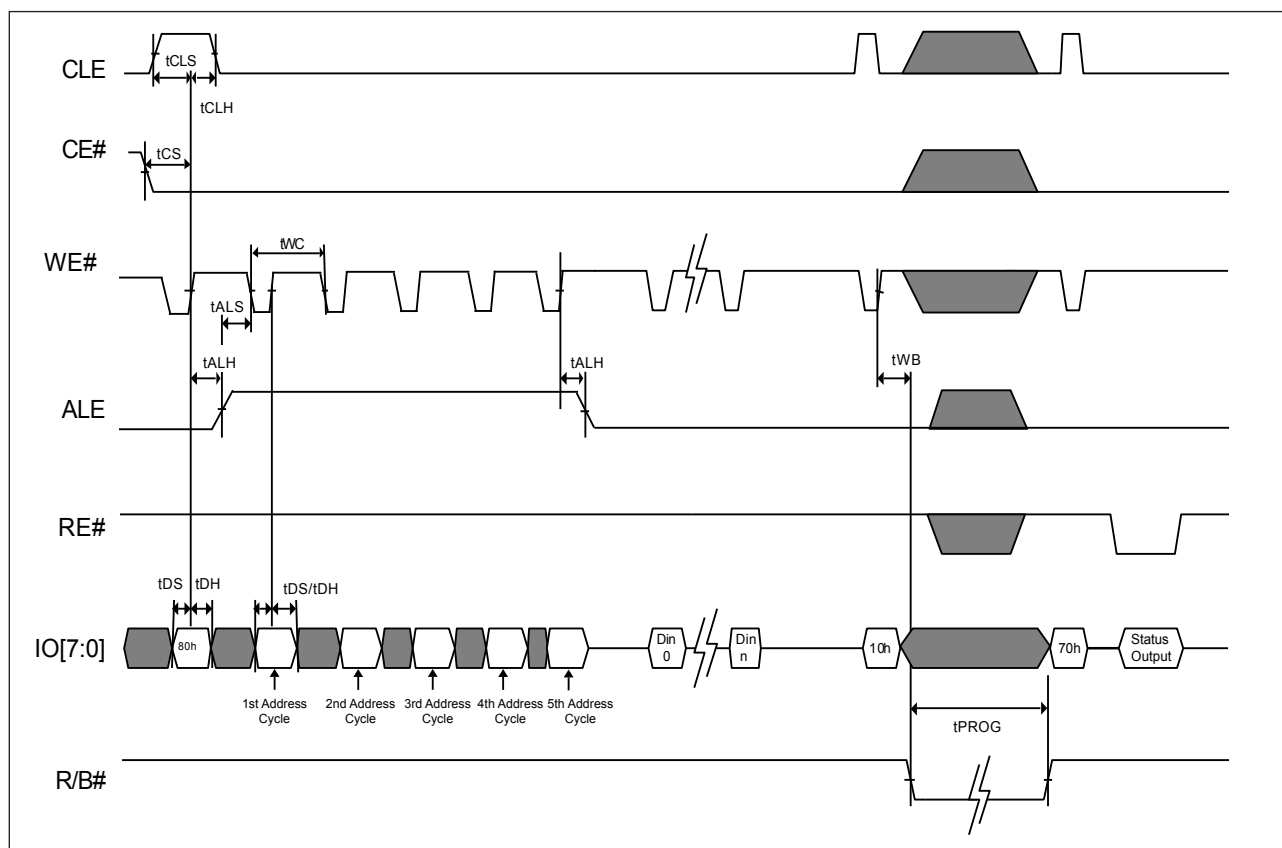 CLE
tCLS
tCLH
CE#
tCS
WE#
tWC
tALS
tALH
tALH
tWB
ALE
RE#
tDS
tDH
tDS/tDH
IO[7:0]
80h
Din
0
Din
n
10h
70h
Status
Output
1st Address
Cycle
2nd Address
Cycle
3rd Address
Cycle
4th Address
Cycle
5th Address
Cycle
tPROG
R/B#